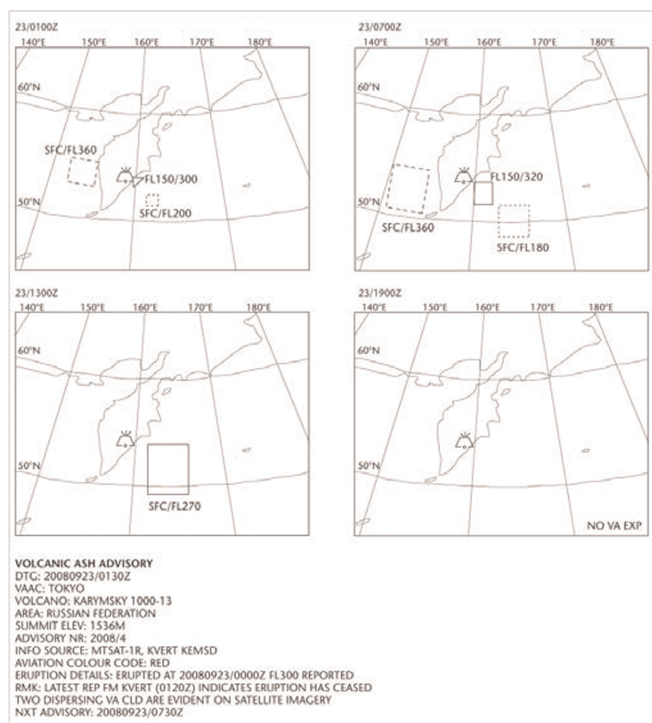 23/0100Z
140°E 150°E 160°E 170°E 180°E
60°N
SFC/FL360
FL150/300
50°N
SFC/FL200
23/0700Z
140°E 150°E 160°E 170°E 180°E
60°N
FL150/320
50°N
SFC/FL360
SFC/FL180
23/1300Z
140°E 150°E 160°E 170°E 180°E
60°N
50°N
SFC/FL270
23/1900Z
140°E 150°E 160°E 170°E 180°E
60°N
50°N
NO VA EXP
VOLCANIC ASH ADVISORY
DTG: 20080923/0130Z
VAAC: TOKYO
VOLCANO: KARYMSKY 1000-13
AREA: RUSSIAN FEDERATION
SUMMIT ELEV: 1536M
ADVISORY NR: 2008/4
INFO SOURCE: MTSAT-1R, KVERT KEMSD
AVIATION COLOUR CODE: RED
ERUPTION DETAILS: ERUPTED AT 20080923/0000Z FL300 REPORTED
RMK: LATEST REP FM KVERT (0120Z) INDICATES ERUPTION HAS CEASED
TWO DISPERSING VA CLD ARE EVIDENT ON SATELLITE IMAGERY
NXT ADVISORY: 20080923/0730Z